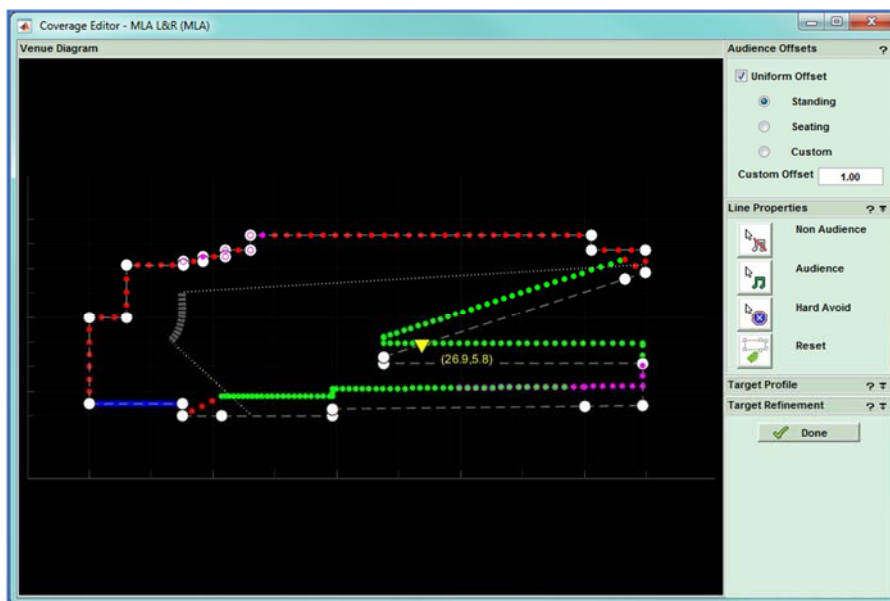 Coverage Editor - MLA L&R (MLA)
Venue Diagram
(26.9,5.8)
Audience Offsets ?
Uniform Offset
Standing
Seating
Custom
Custom Offset 1.00
Line Properties ?
Non Audience
Audience
Hard Avoid
Reset
Target Profile ?
Target Refinement ?
Done